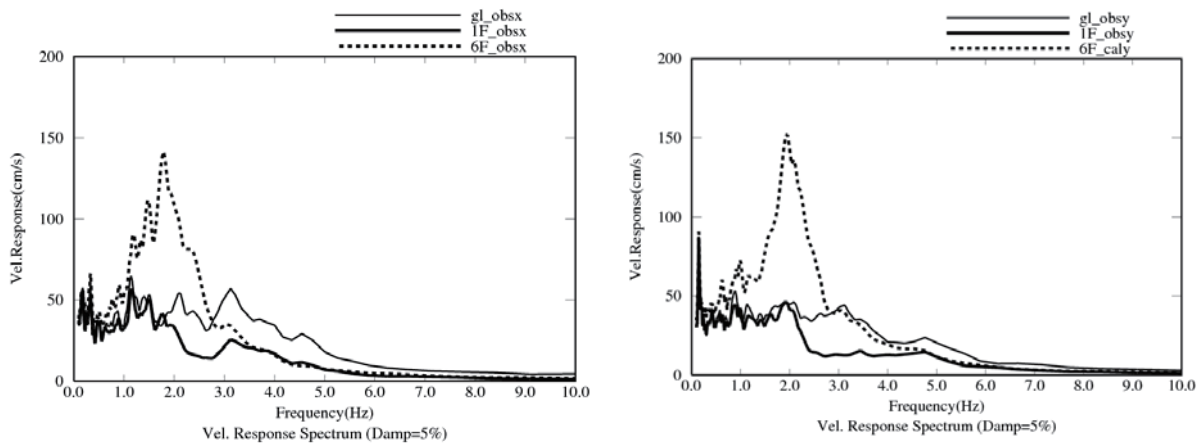 gl_obsx
1F_obsx
6F_obsx
200
150
100
50
0
Vel.Response(cm/s)
0.0 1.0 2.0 3.0 4.0 5.0 6.0 7.0 8.0 9.0 10.0
Frequency(Hz)
Vel. Response Spectrum (Damp=5%)
gl_obsy
1F_obsy
6F_caly
200
150
100
50
0
Vel.Response(cm/s)
0.0 1.0 2.0 3.0 4.0 5.0 6.0 7.0 8.0 9.0 10.0
Frequency(Hz)
Vel. Response Spectrum (Damp=5%)